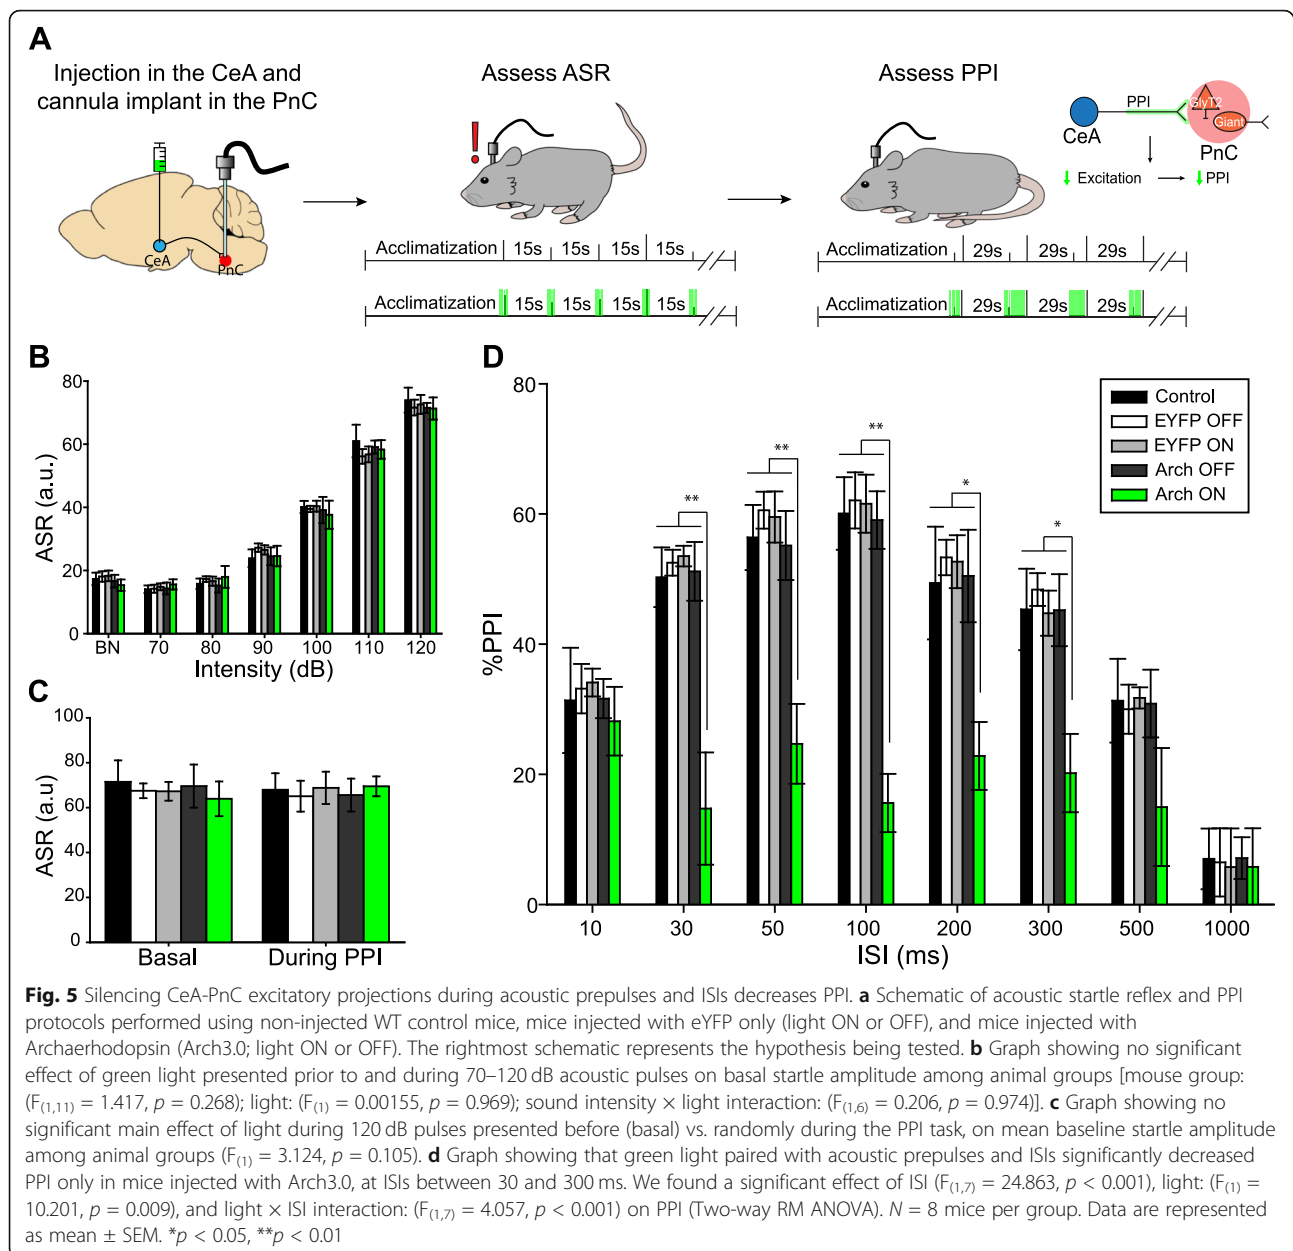 A
Injection in the CeA and
cannula implant in the PnC
CeA
PnC
Assess ASR
!
Acclimatization 15s 15s 15s 15s
Acclimatization 15s 15s 15s 15s
Assess PPI
Acclimatization 29s 29s 29s
Acclimatization 29s 29s 29s
CeA
PPI
GlyT2
Giant
PnC
Excitation
PPI
B
ASR (a.u.)
80
60
40
20
0
BN 70 80 90 100 110 120
Intensity (dB)
C
ASR (a.u)
100
80
60
40
20
0
Basal During PPI
D
%PPI
80
60
40
20
0
** ** ** * *
10 30 50 100 200 300 500 1000
ISI (ms)
Control
EYFP OFF
EYFP ON
Arch OFF
Arch ON
Fig. 5 Silencing CeA-PnC excitatory projections during acoustic prepulses and ISIs decreases PPI. a Schematic of acoustic startle reflex and PPI
protocols performed using non-injected WT control mice, mice injected with eYFP only (light ON or OFF), and mice injected with
Archaerhodopsin (Arch3.0; light ON or OFF). The rightmost schematic represents the hypothesis being tested. b Graph showing no significant
effect of green light presented prior to and during 70–120 dB acoustic pulses on basal startle amplitude among animal groups [mouse group:
(F(1,11) = 1.417, p = 0.268); light: (F(1) = 0.00155, p = 0.969); sound intensity × light interaction: (F(1,6) = 0.206, p = 0.974)]. c Graph showing no
significant main effect of light during 120 dB pulses presented before (basal) vs. randomly during the PPI task, on mean baseline startle amplitude
among animal groups (F(1) = 3.124, p = 0.105). d Graph showing that green light paired with acoustic prepulses and ISIs significantly decreased
PPI only in mice injected with Arch3.0, at ISIs between 30 and 300 ms. We found a significant effect of ISI (F(1,7) = 24.863, p < 0.001), light: (F(1) =
10.201, p = 0.009), and light × ISI interaction: (F(1,7) = 4.057, p < 0.001) on PPI (Two-way RM ANOVA). N = 8 mice per group. Data are represented
as mean ± SEM. *p < 0.05, **p < 0.01